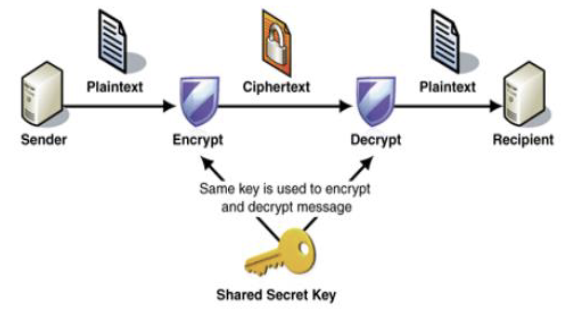 Plaintext
Ciphertext
Plaintext
Sender
Encrypt
Decrypt
Recipient
Same key is used to encrypt
and decrypt message
Shared Secret Key